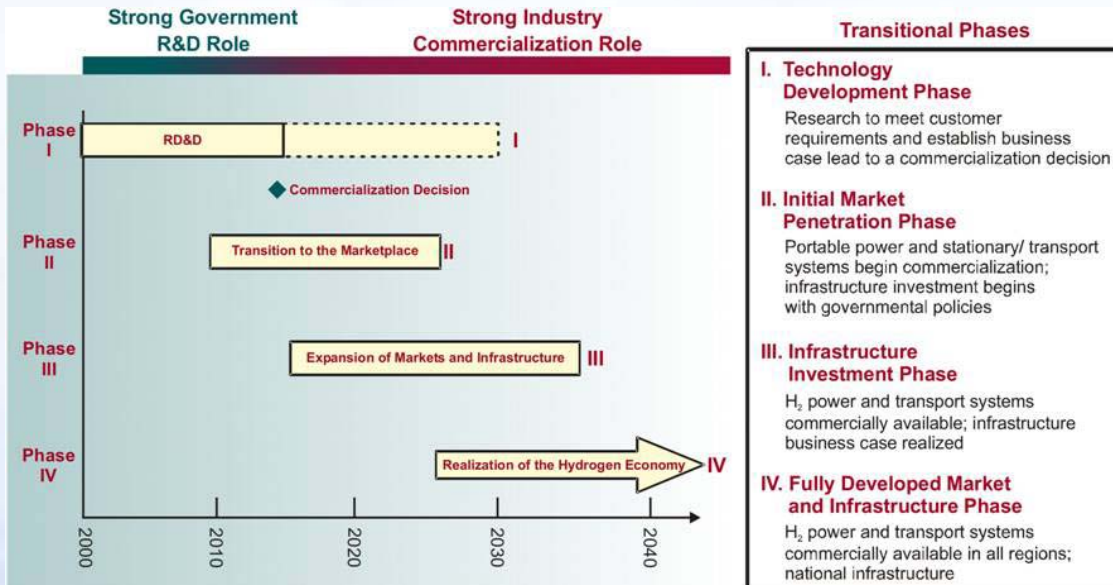 Strong Government
R&D Role
Strong Industry
Commercialization Role
Phase
I
RD&D
I
Commercialization Decision
Phase
II
Transition to the Marketplace
II
Phase
III
Expansion of Markets and Infrastructure
III
Phase
IV
Realization of the Hydrogen Economy
IV
2000
2010
2020
2030
2040
Transitional Phases
I. Technology
Development Phase
Research to meet customer
requirements and establish business
case lead to a commercialization decision
II. Initial Market
Penetration Phase
Portable power and stationary/ transport
systems begin commercialization;
infrastructure investment begins
with governmental policies
III. Infrastructure
Investment Phase
H₂ power and transport systems
commercially available; infrastructure
business case realized
IV. Fully Developed Market
and Infrastructure Phase
H₂ power and transport systems
commercially available in all regions;
national infrastructure